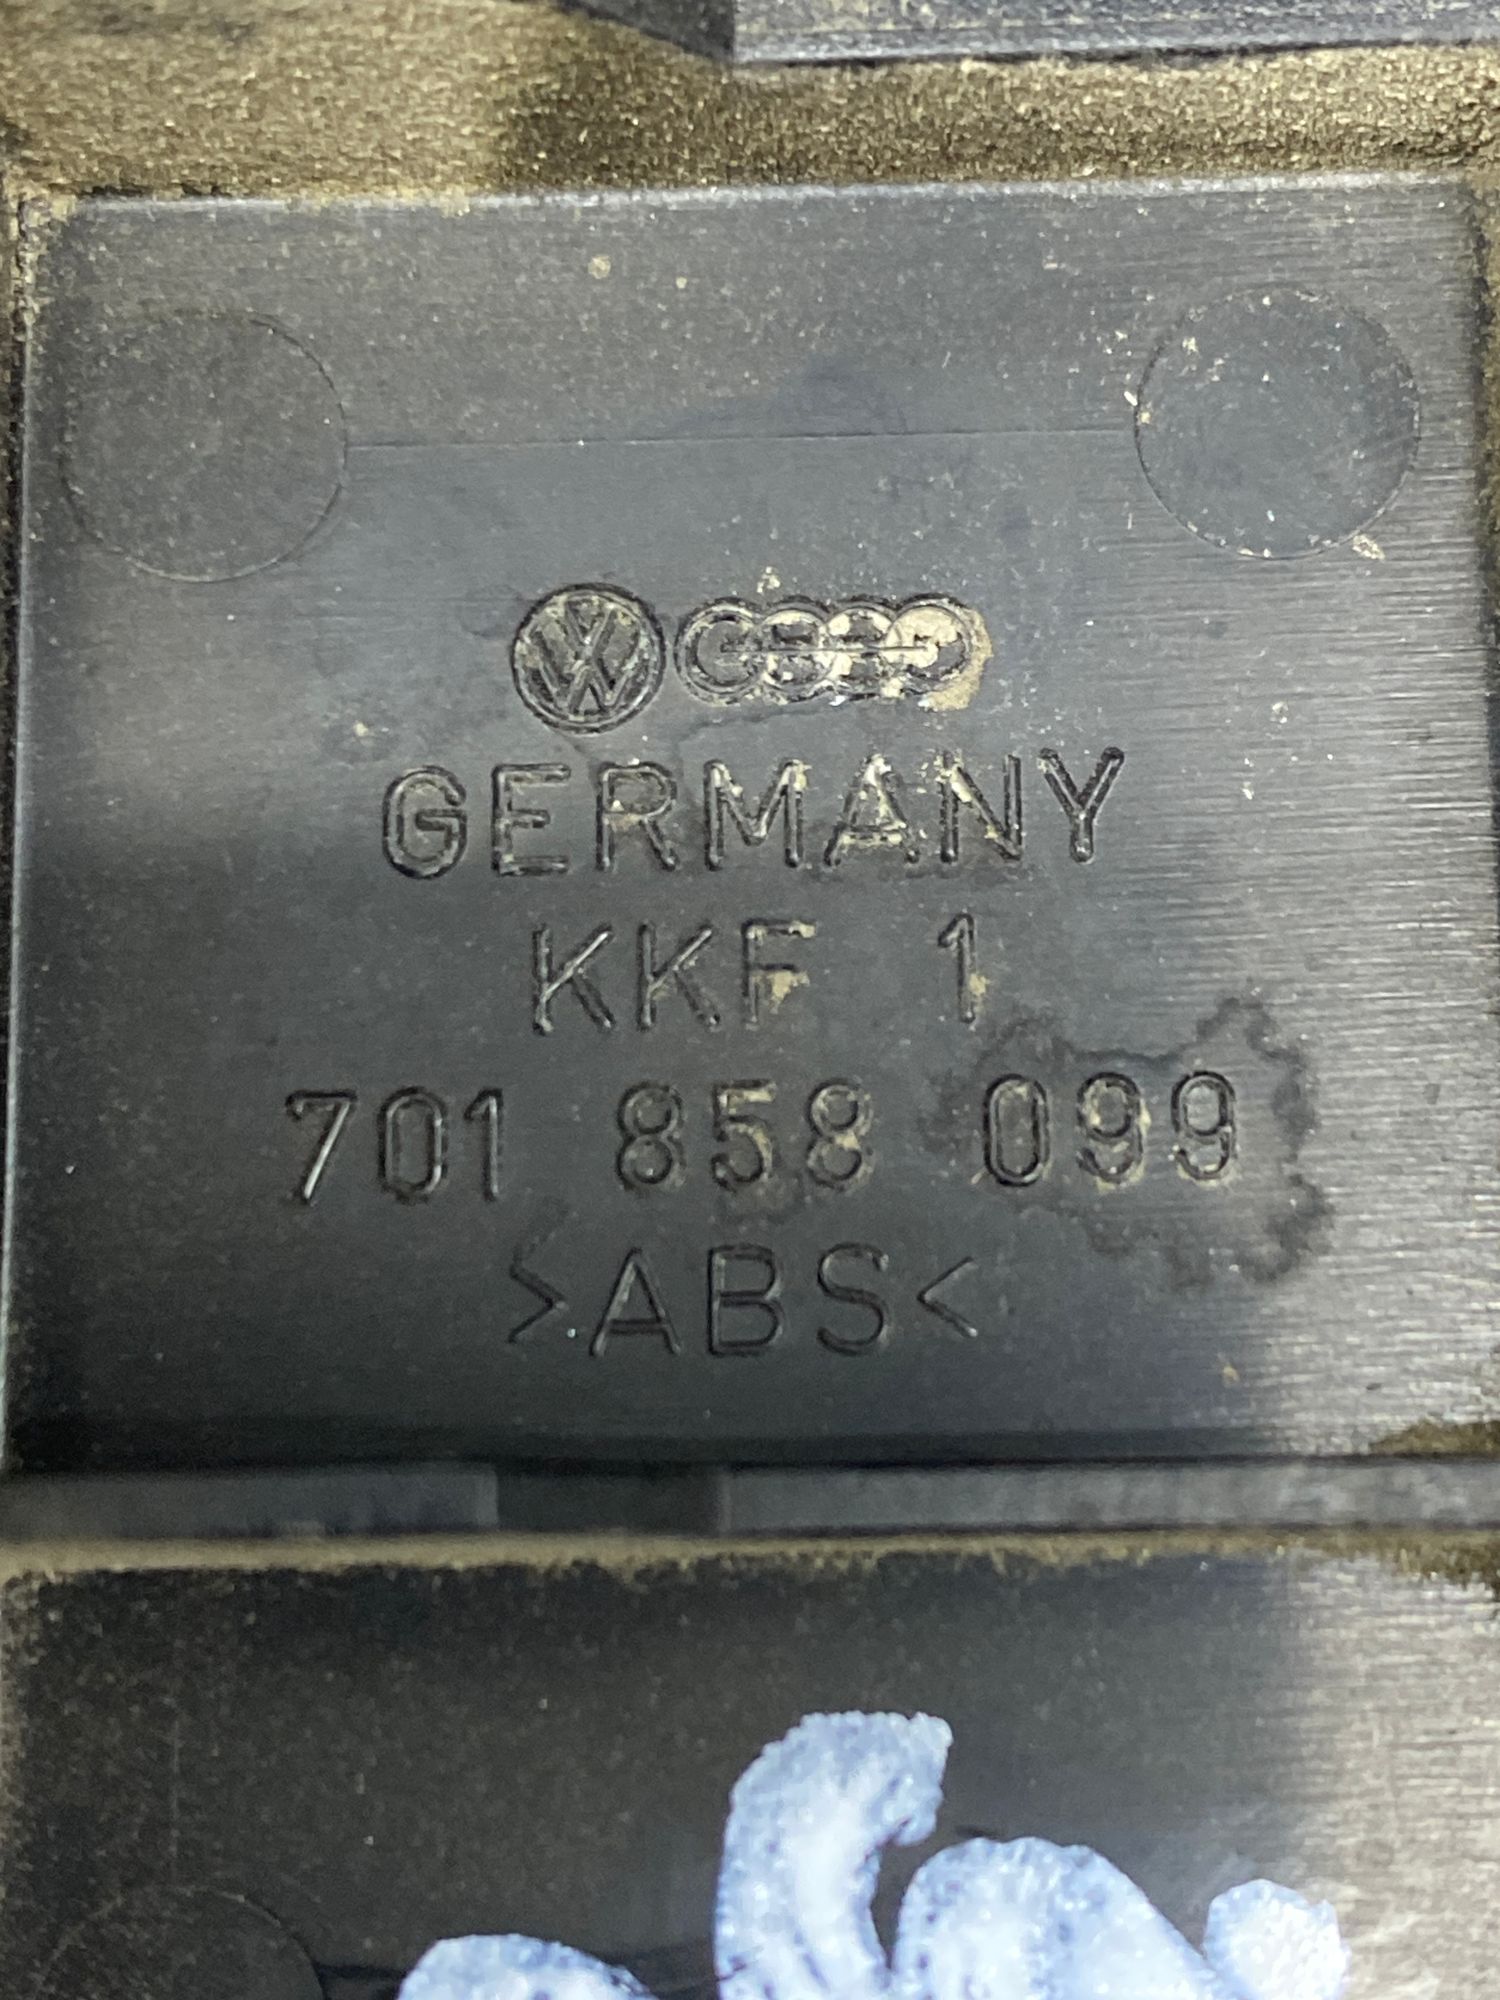 GERMANY
KKF 1
701 858 099
>ABS<